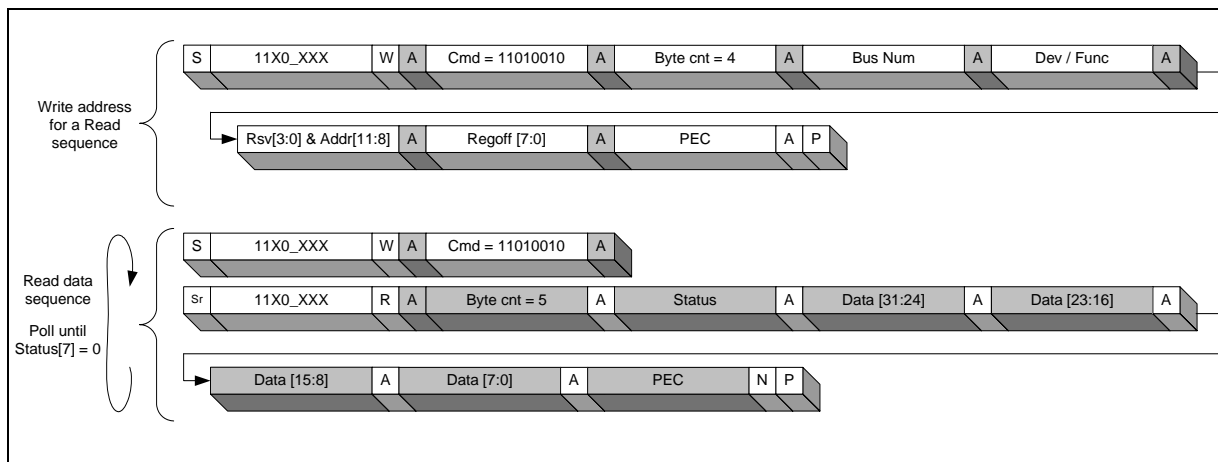 S 11X0_XXX W A Cmd = 11010010 A Byte cnt = 4 A Bus Num A Dev / Func A
Write address
for a Read
sequence
Rsv[3:0] & Addr[11:8] A Regoff [7:0] A PEC A P
S 11X0_XXX W A Cmd = 11010010 A
Read data
sequence
Poll until
Status[7] = 0
Sr 11X0_XXX R A Byte cnt = 5 A Status A Data [31:24] A Data [23:16] A
Data [15:8] A Data [7:0] A PEC N P